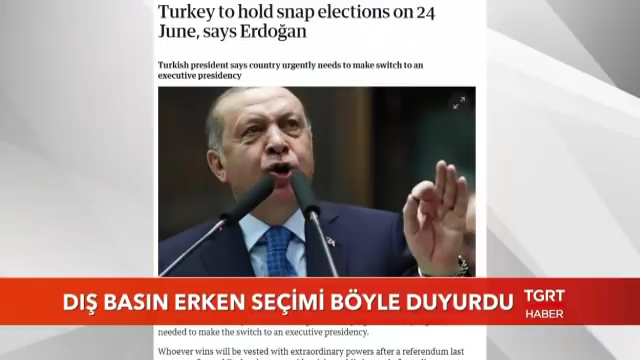 Turkey to hold snap elections on 24
June, says Erdoğan
Turkish president says country urgently needs to make switch to an
executive presidency
DIŞ BASIN ERKEN SEÇİMİ BÖYLE DUYURDU
TGRT
HABER
needed to make the switch to an executive presidency.
Whoever wins will be vested with extraordinary powers after a referendum last